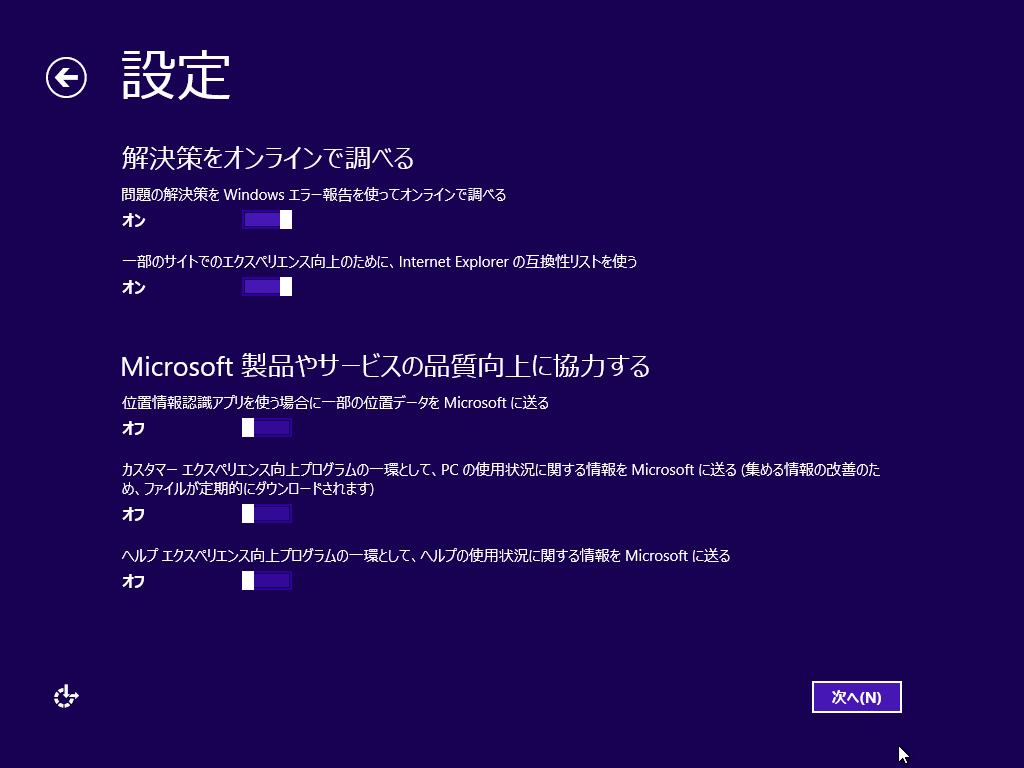 設定
解決策をオンラインで調べる
問題の解決策を Windows エラー報告を使ってオンラインで調べる
オン
一部のサイトでのエクスペリエンス向上のために、Internet Explorer の互換性リストを使う
オン
Microsoft 製品やサービスの品質向上に協力する
位置情報認識アプリを使う場合に一部の位置データを Microsoft に送る
オフ
カスタマー エクスペリエンス向上プログラムの一環として、PC の使用状況に関する情報を Microsoft に送る (集める情報の改善のた
め、ファイルが定期的にダウンロードされます)
オフ
ヘルプ エクスペリエンス向上プログラムの一環として、ヘルプの使用状況に関する情報を Microsoft に送る
オフ
次へ(N)